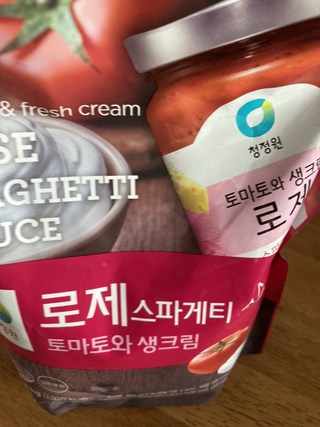 & fresh cream
SE
AGHETTI
UCE
청정원
토마토와 생크
로제
로제스파게티
토마토와 생크림